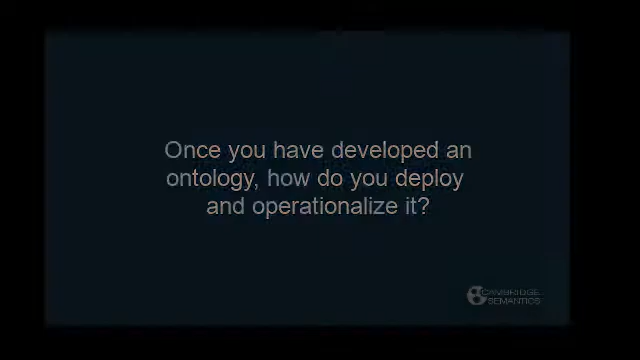 Once you have developed an
ontology, how do you deploy
and operationalize it?
CAMBRIDGE
SEMANTICS